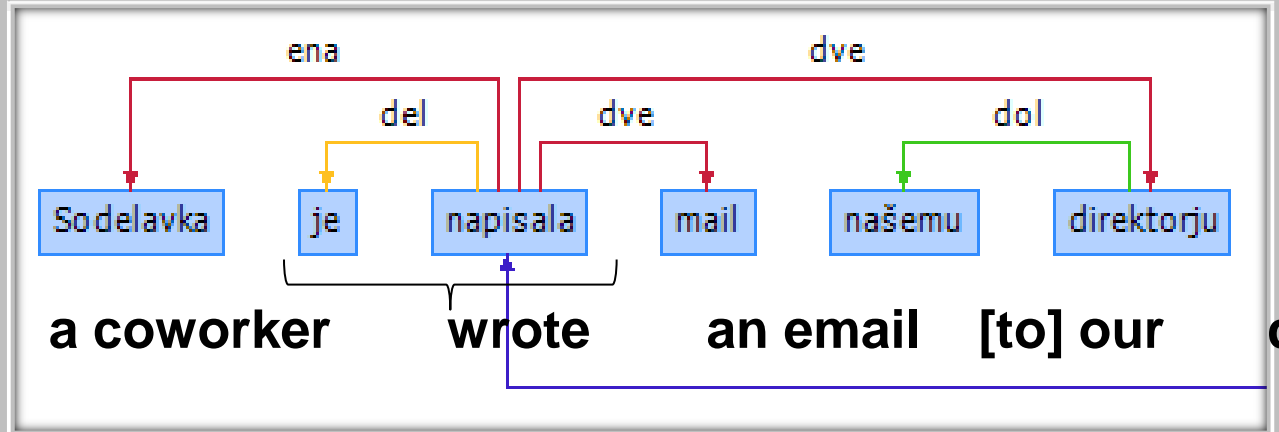 ena dve
del dve dol
Sodelavka je napisala mail našemu direktorju
a coworker wrote an email [to] our